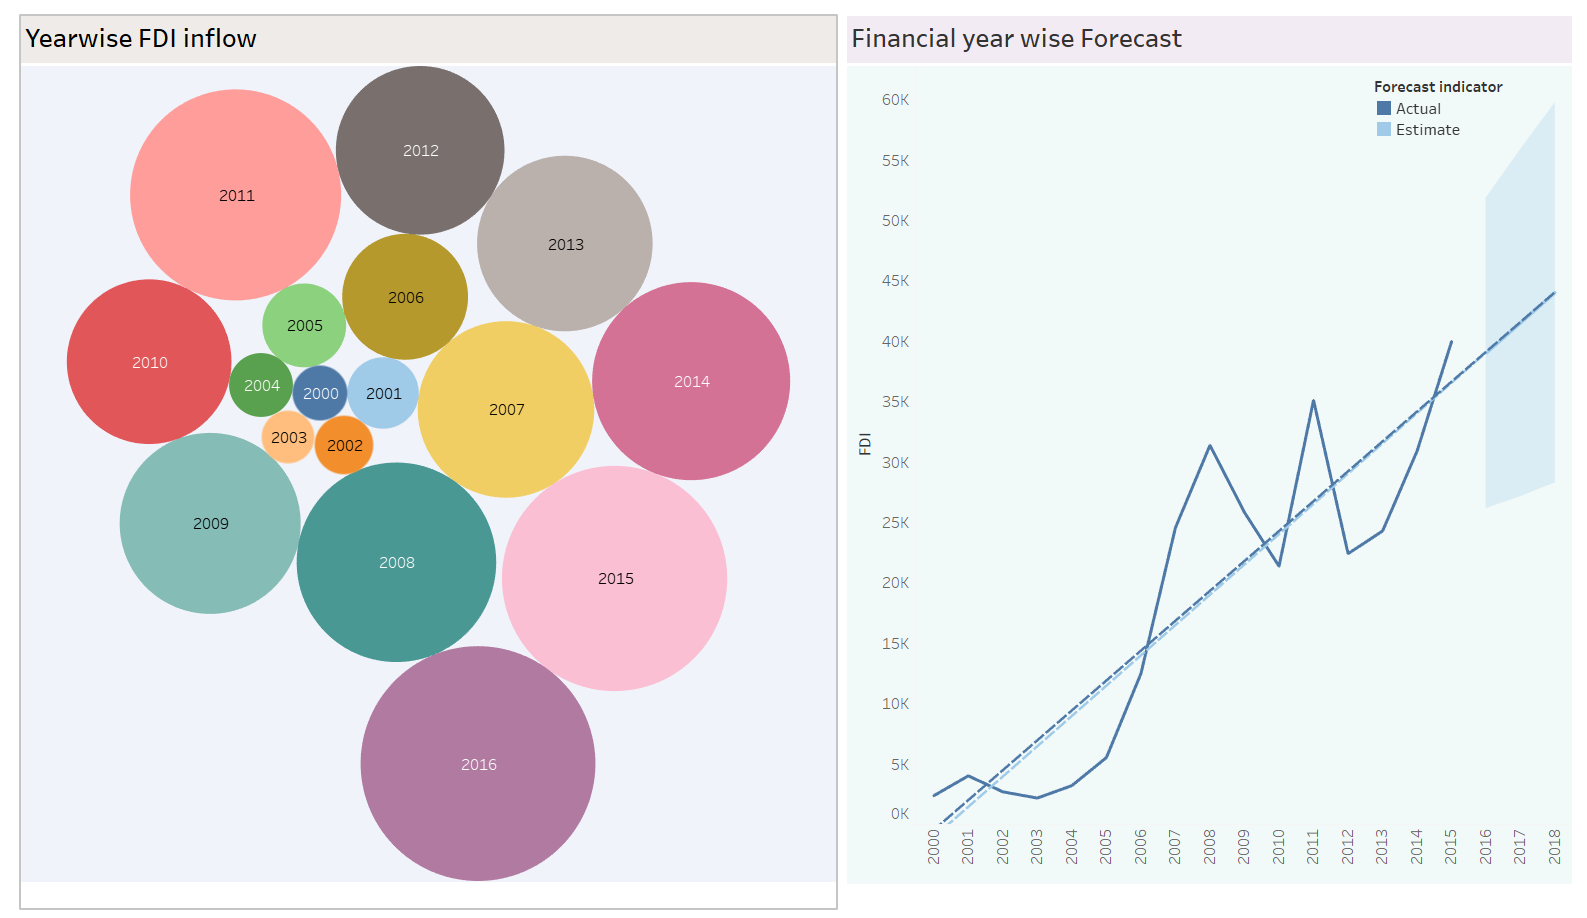 Yearwise FDI inflow
2012
2011
2013
2006
2005
2010
2014
2004
2000
2001
2007
2003
2002
2009
2008
2015
2016
Financial year wise Forecast
Forecast indicator
Actual
Estimate
60K
55K
50K
45K
40K
35K
30K
25K
20K
15K
10K
5K
0K
FDI
2000
2001
2002
2003
2004
2005
2006
2007
2008
2009
2010
2011
2012
2013
2014
2015
2016
2017
2018